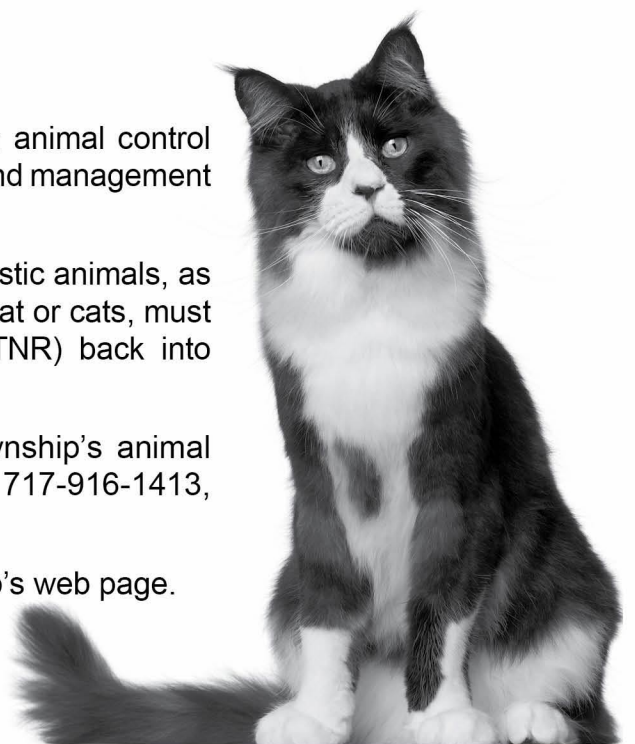 animal control
nd management
stic animals, as
at or cats, must
TNR) back into
nship's animal
717-916-1413,
's web page.